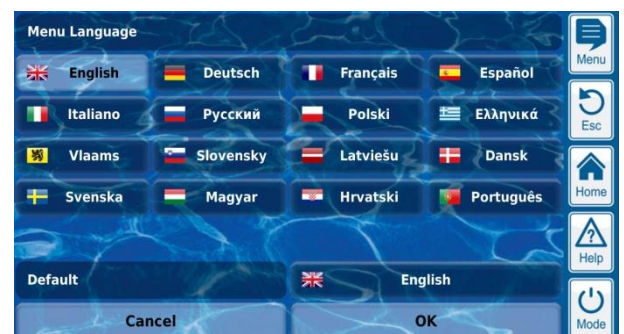 Menu Language
Menu
English Deutsch Français Español
Esc
Italiano Русский Polski Ελληνικά
Vlaams Slovensky Latviešu Dansk
Home
Svenska Magyar Hrvatski Português
Help
Default English
Cancel OK
Mode